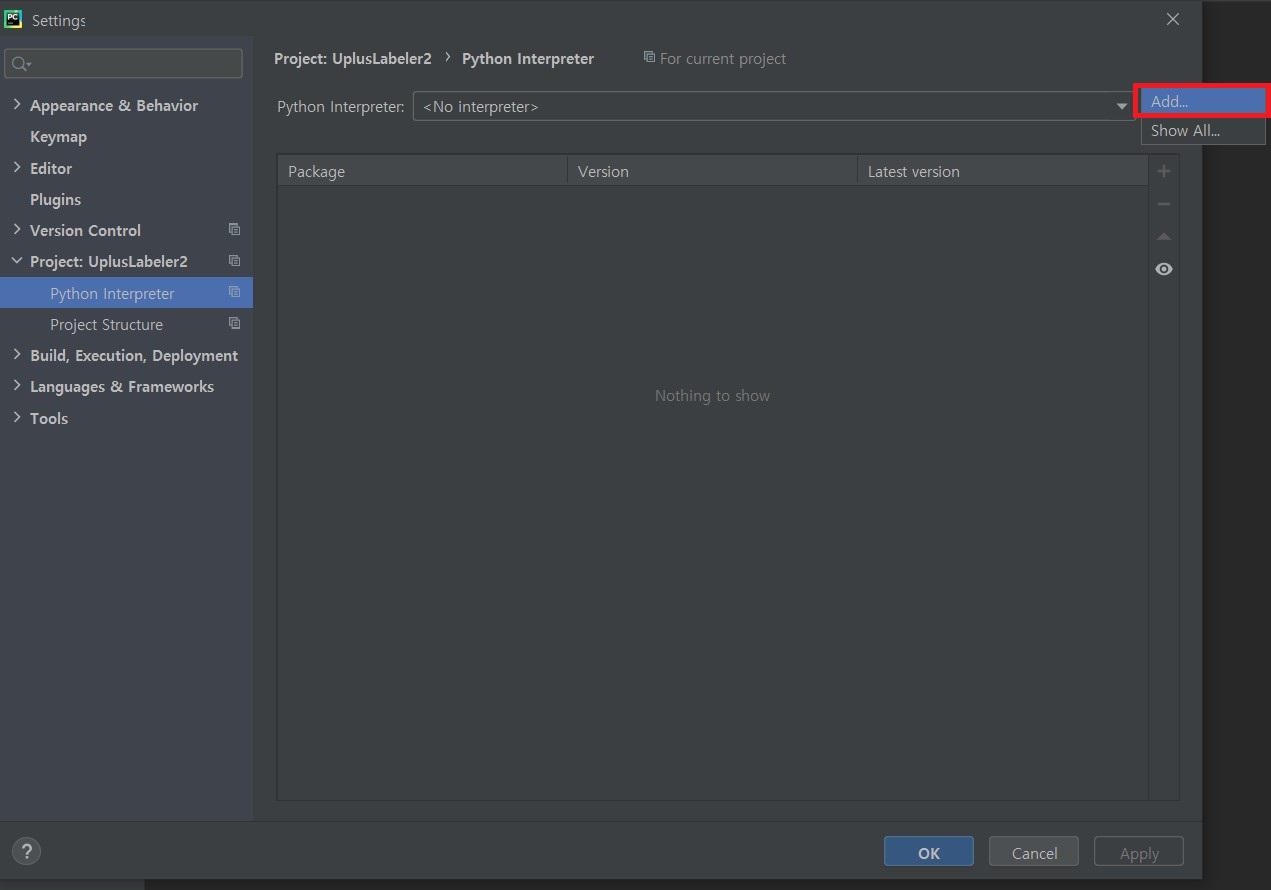 PC
Settings
Appearance & Behavior
Keymap
Editor
Plugins
Version Control
Project: UplusLabeler2
Python Interpreter
Project Structure
Build, Execution, Deployment
Languages & Frameworks
Tools
Project: UplusLabeler2 › Python Interpreter For current project
Python Interpreter: <No interpreter>
Add...
Show All...
Package Version Latest version
Nothing to show
? OK Cancel Apply